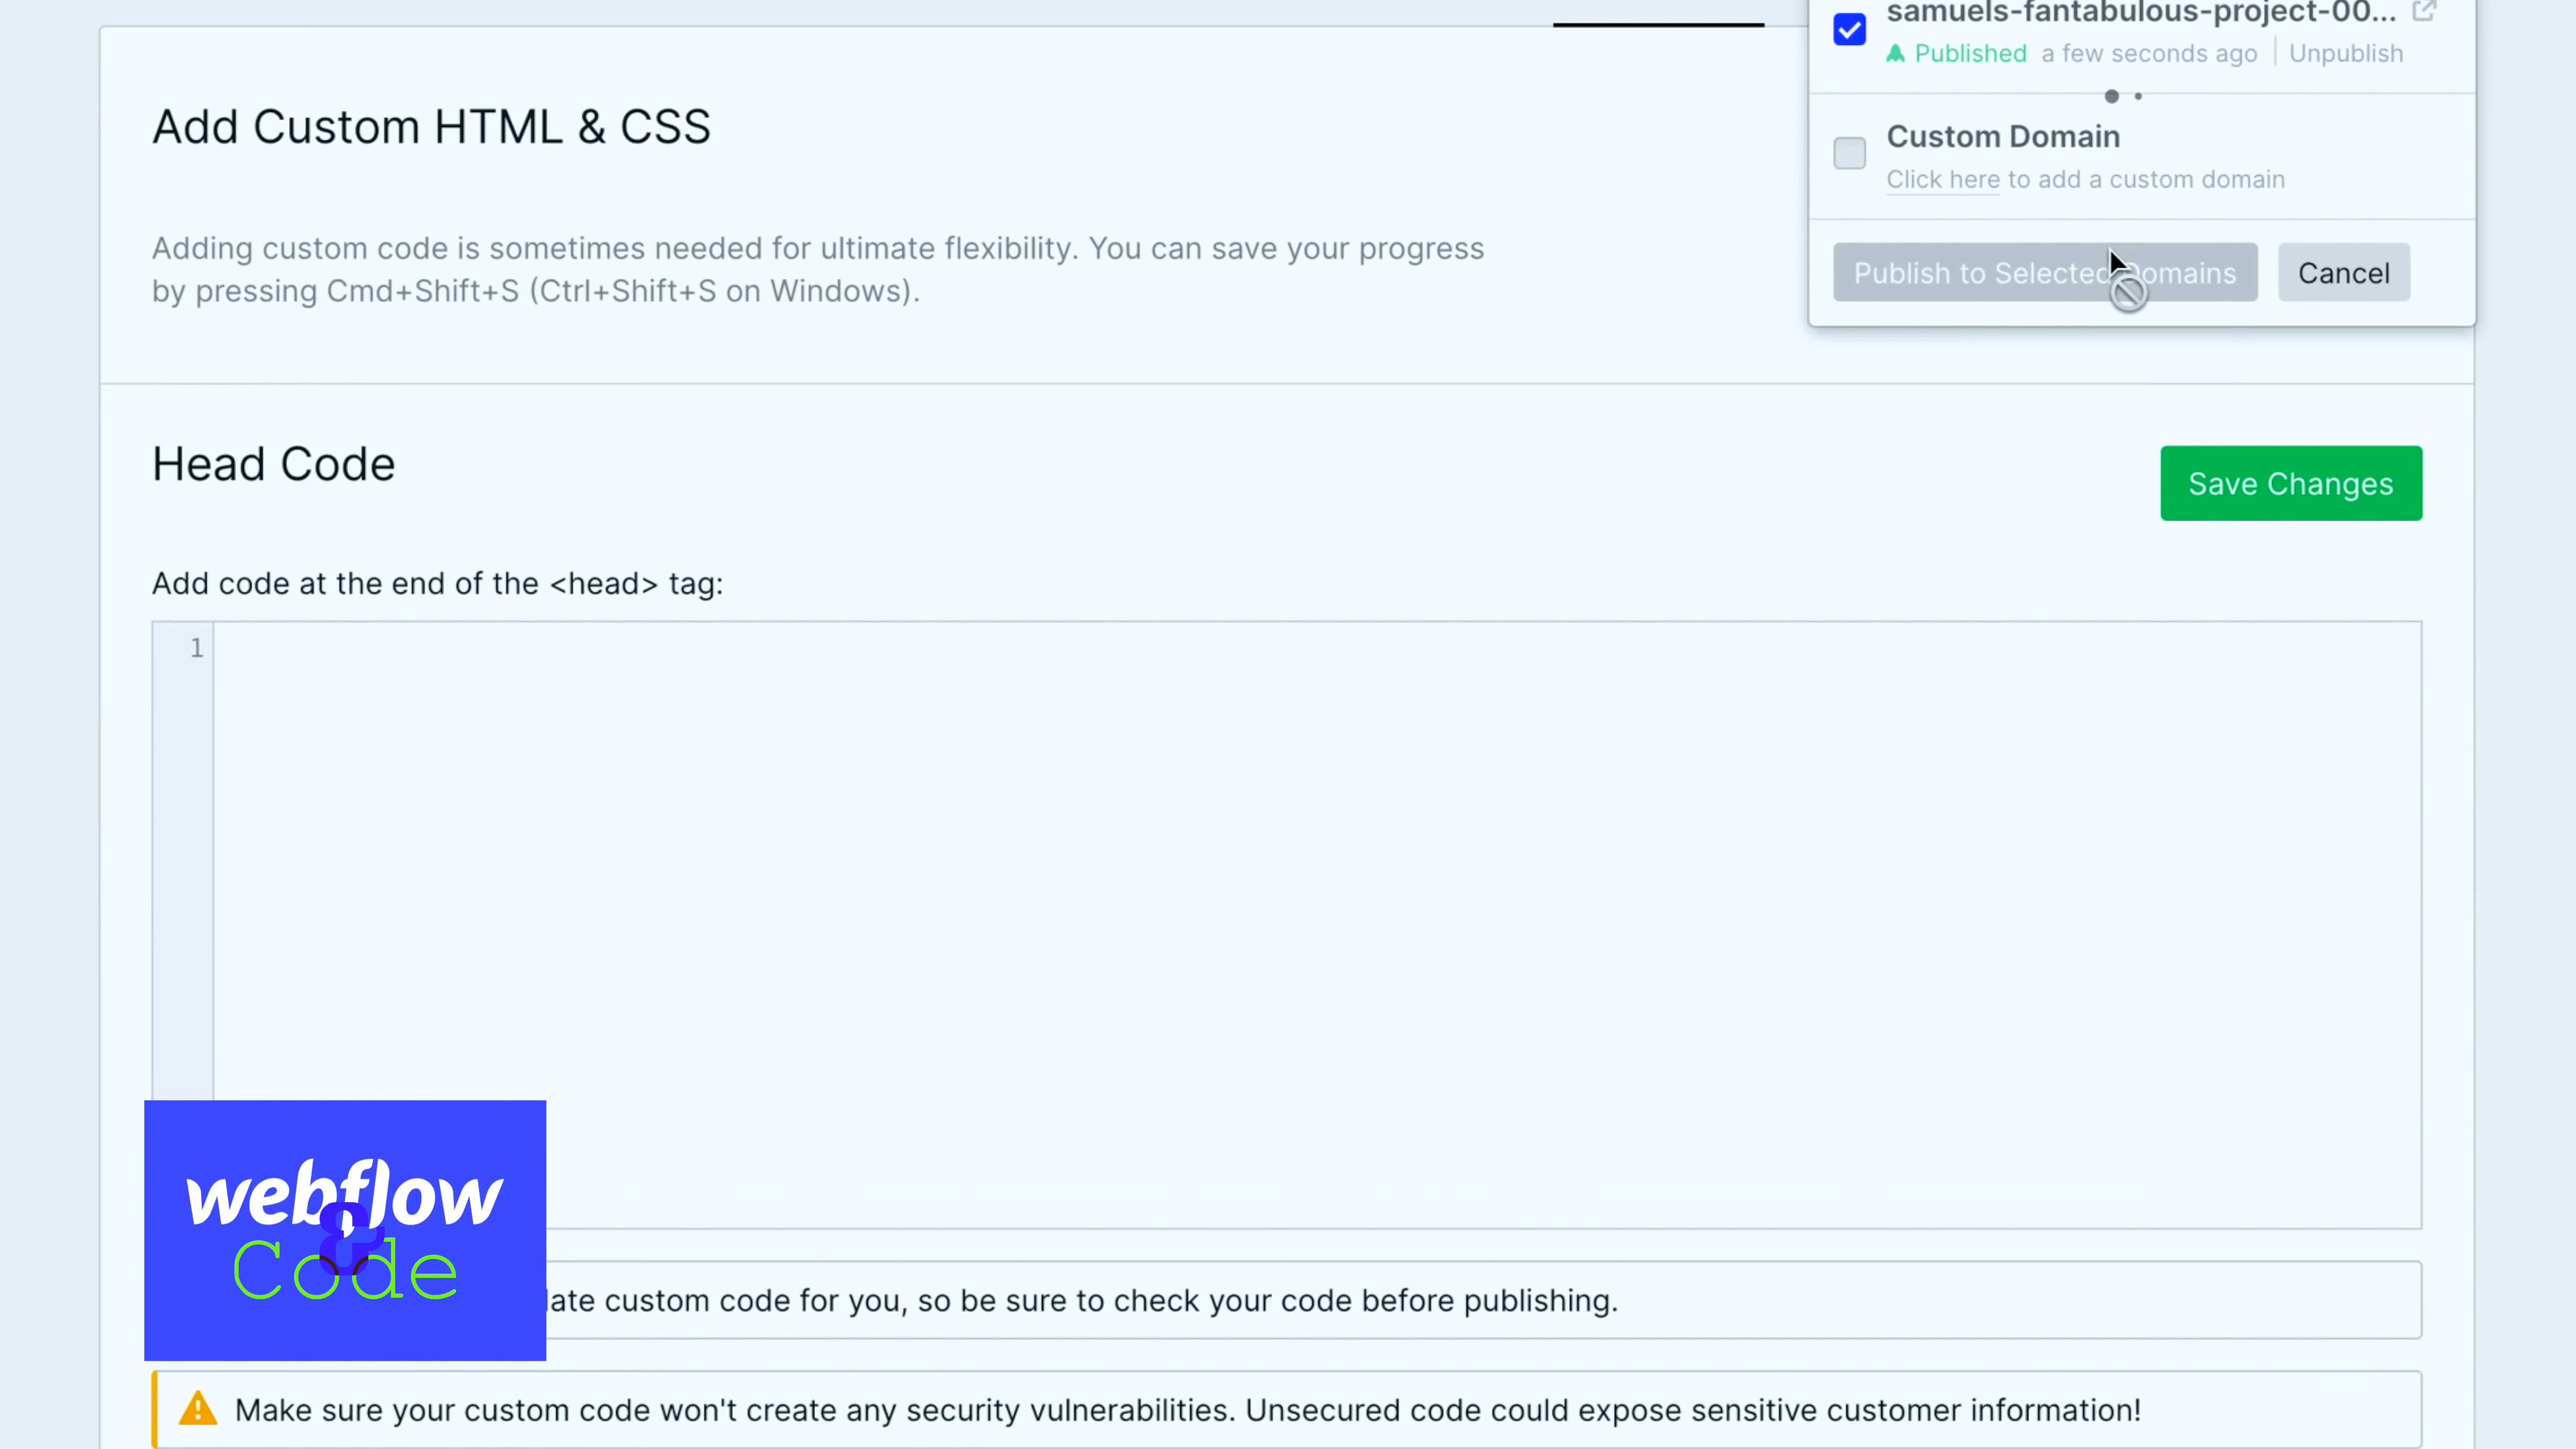 samuels-fantabulous-project-00...
Published a few seconds ago Unpublish
Custom Domain
Click here to add a custom domain
Publish to Selected Domains Cancel
Add Custom HTML & CSS
Adding custom code is sometimes needed for ultimate flexibility. You can save your progress
by pressing Cmd+Shift+S (Ctrl+Shift+S on Windows).
Head Code
Save Changes
Add code at the end of the <head> tag:
1
webflow
&
Code
custom code for you, so be sure to check your code before publishing.
Make sure your custom code won't create any security vulnerabilities. Unsecured code could expose sensitive customer information!